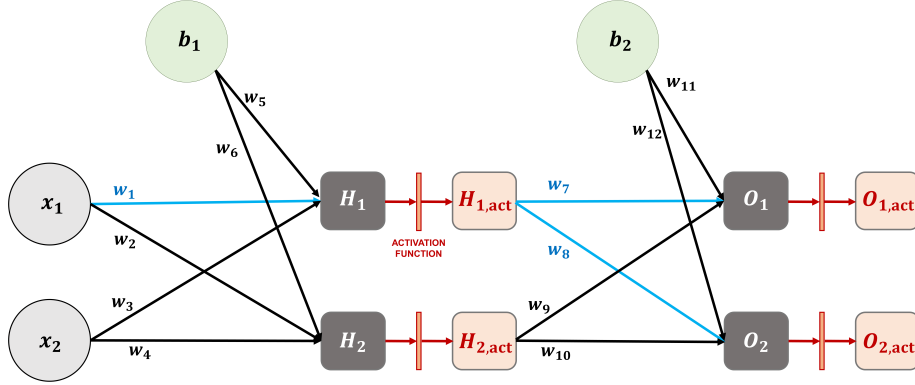 b₁
b₂
w₅
w₁₁
w₆
w₁₂
x₁
w₁
H₁
H₁,act
w₇
O₁
O₁,act
w₂
ACTIVATION
FUNCTION
w₈
w₃
w₉
x₂
w₄
H₂
H₂,act
w₁₀
O₂
O₂,act